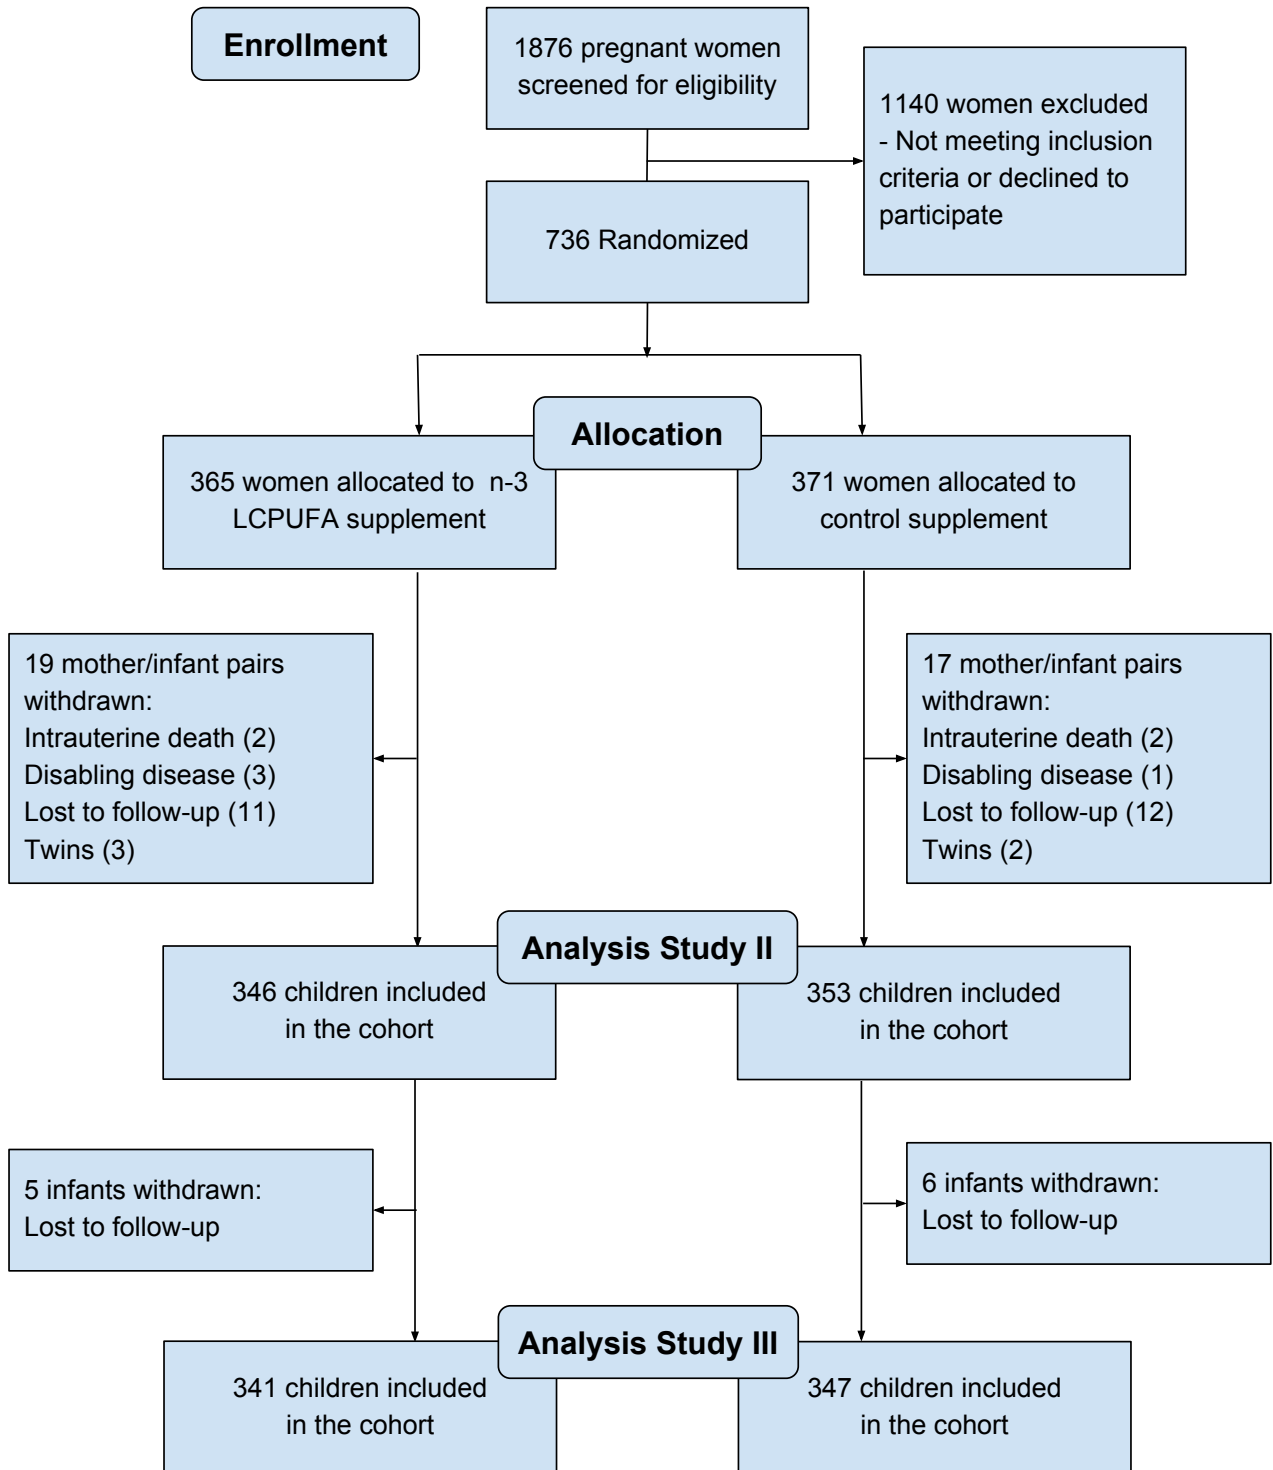 Enrollment
1876 pregnant women
screened for eligibility
1140 women excluded
- Not meeting inclusion
criteria or declined to
participate
736 Randomized
Allocation
365 women allocated to n-3
LCPUFA supplement
371 women allocated to
control supplement
19 mother/infant pairs
withdrawn:
Intrauterine death (2)
Disabling disease (3)
Lost to follow-up (11)
Twins (3)
17 mother/infant pairs
withdrawn:
Intrauterine death (2)
Disabling disease (1)
Lost to follow-up (12)
Twins (2)
Analysis Study II
346 children included
in the cohort
353 children included
in the cohort
5 infants withdrawn:
Lost to follow-up
6 infants withdrawn:
Lost to follow-up
Analysis Study III
341 children included
in the cohort
347 children included
in the cohort